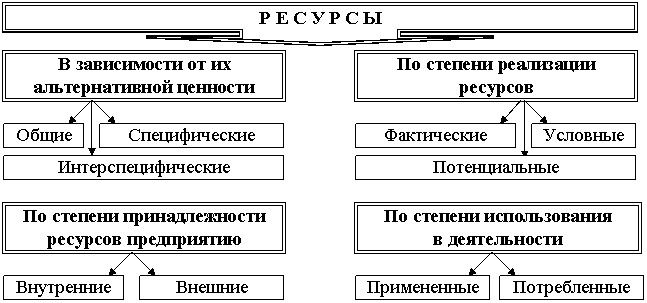 Р Е С У Р С Ы
В зависимости от их
альтернативной ценности
Общие
Специфические
Интерспецифические
По степени реализации
ресурсов
Фактические
Условные
Потенциальные
По степени принадлежности
ресурсов предприятию
Внутренние
Внешние
По степени использования
в деятельности
Примененные
Потребленные